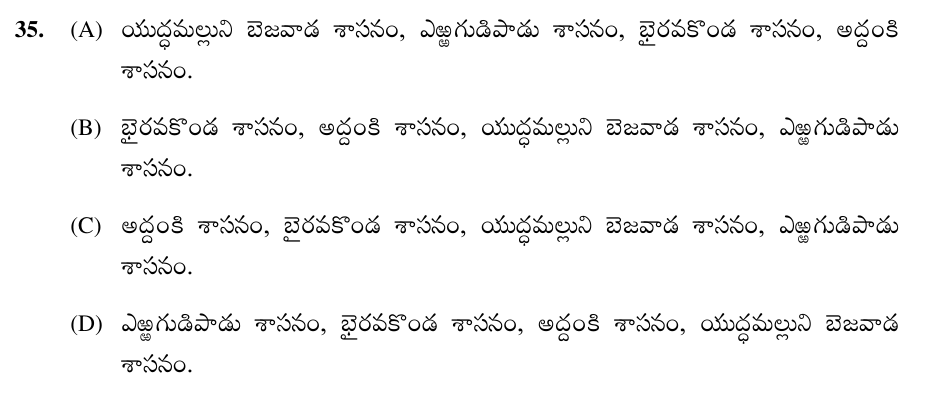 35. (A) యుద్ధమల్లుని బెజవాడ శాసనం, ఎఱ్ఱగుడిపాడు శాసనం, భైరవకొండ శాసనం, అద్దంకి
శాసనం.
(B) భైరవకొండ శాసనం, అద్దంకి శాసనం, యుద్ధమల్లుని బెజవాడ శాసనం, ఎఱ్ఱగుడిపాడు
శాసనం.
(C) అద్దంకి శాసనం, భైరవకొండ శాసనం, యుద్ధమల్లుని బెజవాడ శాసనం, ఎఱ్ఱగుడిపాడు
శాసనం.
(D) ఎఱ్ఱగుడిపాడు శాసనం, భైరవకొండ శాసనం, అద్దంకి శాసనం, యుద్ధమల్లుని బెజవాడ
శాసనం.